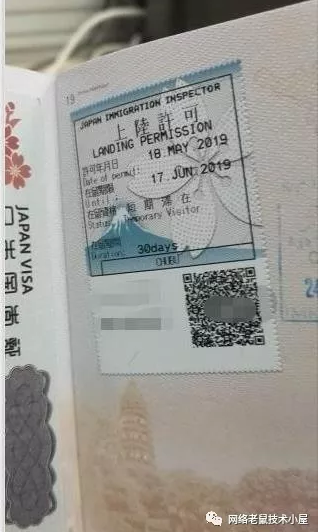 19
JAPAN IMMIGRATION INSPECTOR
上陸許可
LANDING PERMISSION
許可年月日
Date of permit:
18.MAY 2019
在留期限
Until:
17.JUN.2019
在留資格
短期滞在
Status: Temporary Visitor
在留期間
Duration:
30days
CHUBU
JAPAN VISA
24
网络老鼠技术小屋